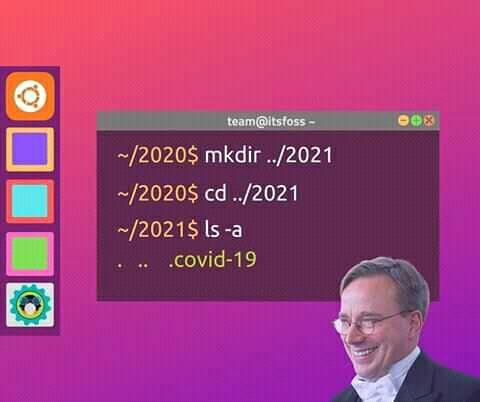 team@itsfoss ~
~/2020$ mkdir ../2021
~/2020$ cd ../2021
~/2021$ ls -a
. .. .covid-19